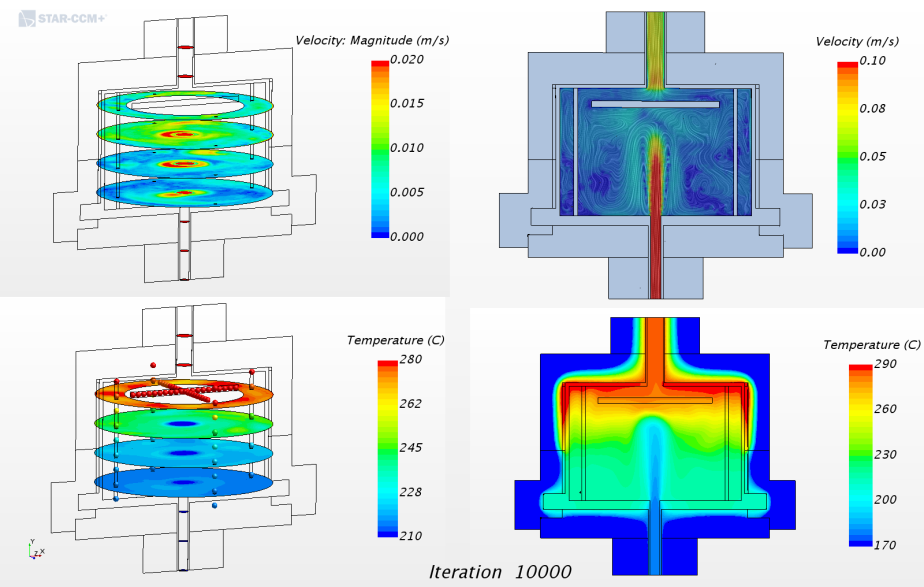 STAR-CCM+
Velocity: Magnitude (m/s)
0.020
0.015
0.010
0.005
0.000
Velocity (m/s)
0.10
0.08
0.05
0.03
0.00
Temperature (C)
280
262
245
228
210
Y
Z X
Temperature (C)
290
260
230
200
170
Iteration 10000